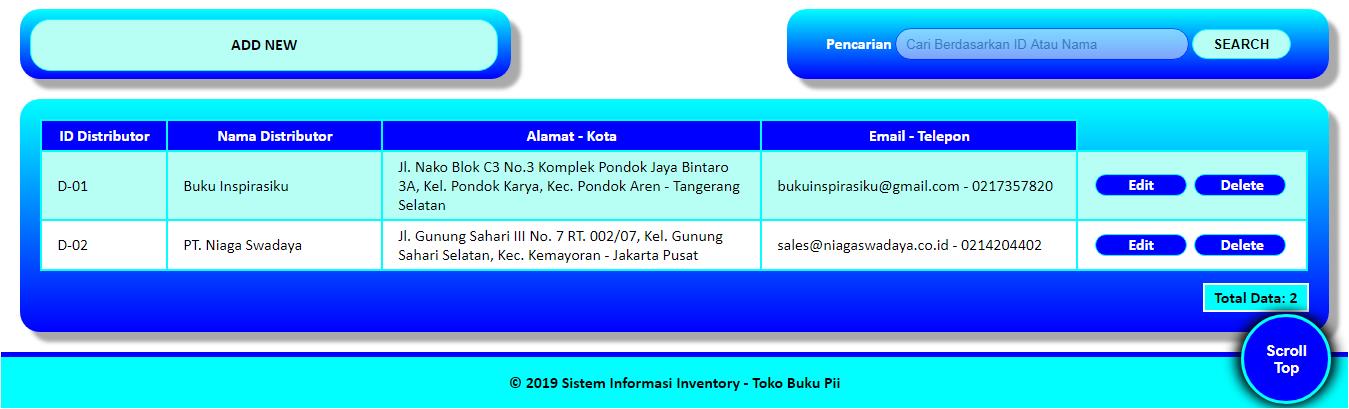 ADD NEW
Pencarian Cari Berdasarkan ID Atau Nama SEARCH
ID Distributor Nama Distributor Alamat - Kota Email - Telepon
D-01 Buku Inspirasiku Jl. Nako Blok C3 No.3 Komplek Pondok Jaya Bintaro
3A, Kel. Pondok Karya, Kec. Pondok Aren - Tangerang
Selatan
bukuinspirasiku@gmail.com - 0217357820 Edit Delete
D-02 PT. Niaga Swadaya Jl. Gunung Sahari III No. 7 RT. 002/07, Kel. Gunung
Sahari Selatan, Kec. Kemayoran - Jakarta Pusat
sales@niagaswadaya.co.id - 0214204402 Edit Delete
Total Data: 2
Scroll
Top
© 2019 Sistem Informasi Inventory - Toko Buku Pii